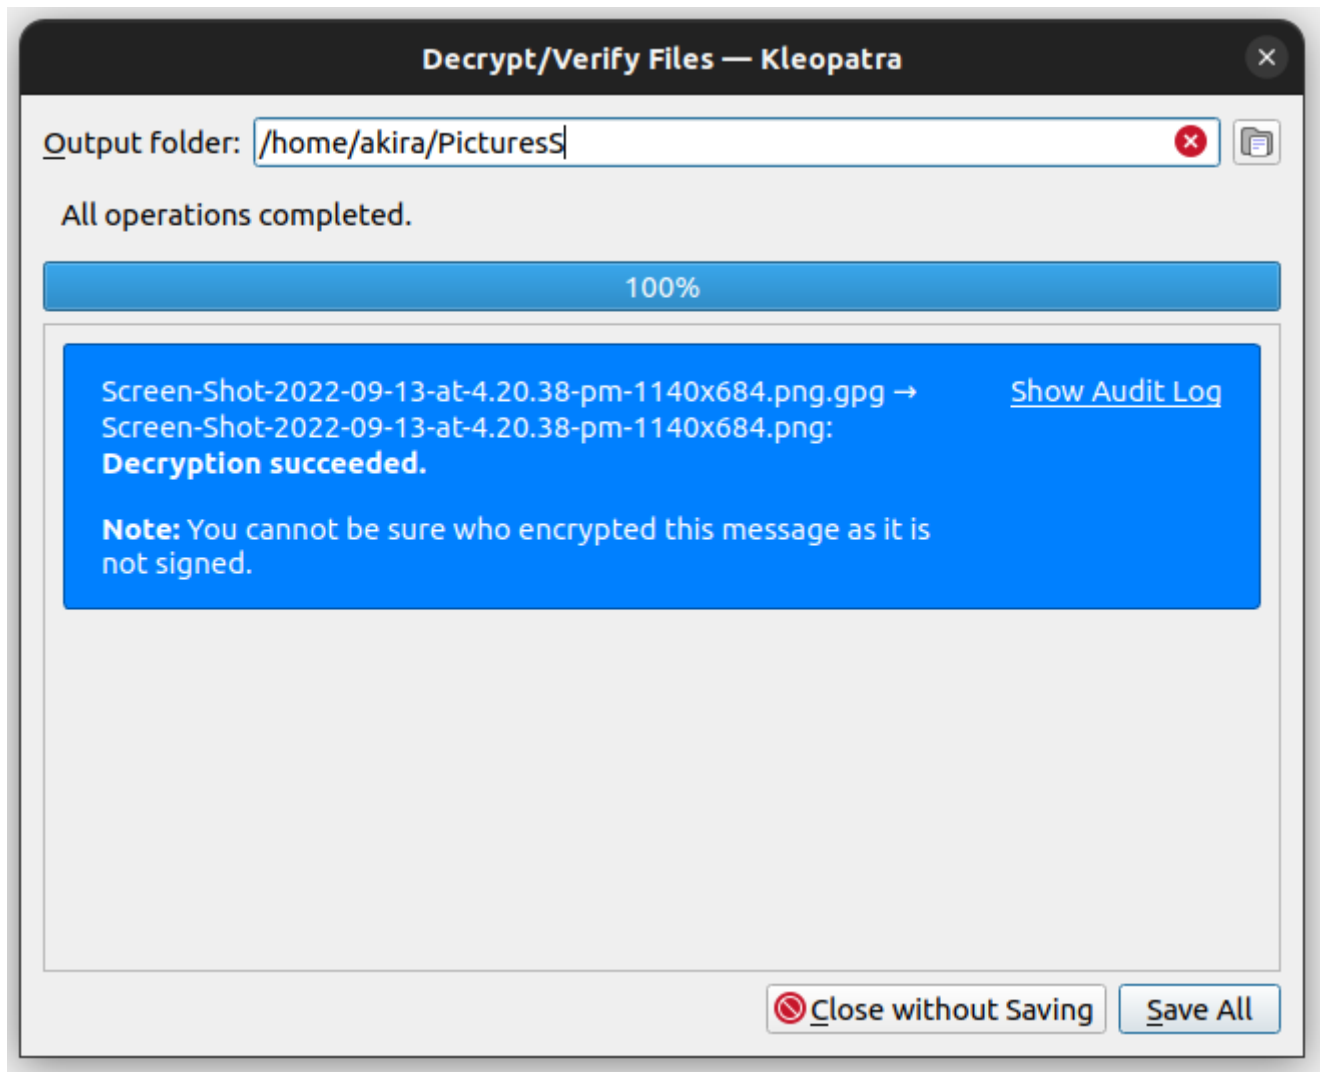 Decrypt/Verify Files — Kleopatra
Output folder: /home/akira/PicturesS
All operations completed.
100%
Screen-Shot-2022-09-13-at-4.20.38-pm-1140x684.png.gpg → Show Audit Log
Screen-Shot-2022-09-13-at-4.20.38-pm-1140x684.png:
Decryption succeeded.
Note: You cannot be sure who encrypted this message as it is
not signed.
Close without Saving Save All